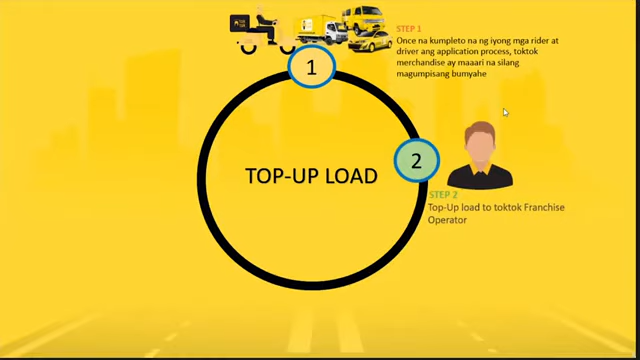 STEP 1
Once na kumpleto na ng iyong mga rider at
driver ang application process, toktok
merchandise ay maaari na silang
magumpisang bumyahe
1
2
TOP-UP LOAD
STEP 2
Top-Up load to toktok Franchise
Operator